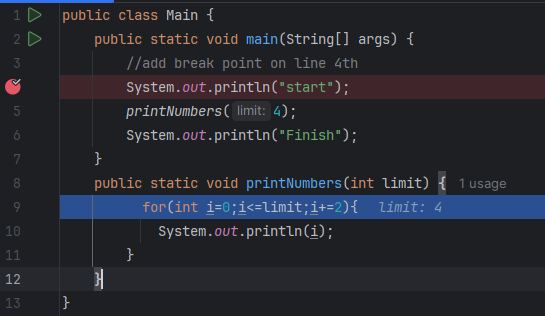 1 public class Main {
2 public static void main(String[] args) {
3 //add break point on line 4th
System.out.println("start");
5 printNumbers( limit: 4);
6 System.out.println("Finish");
7 }
8 public static void printNumbers(int limit) { 1 usage
9 for(int i=0;i<=limit;i+=2){ limit: 4
10 System.out.println(i);
11 }
12 }
13 }